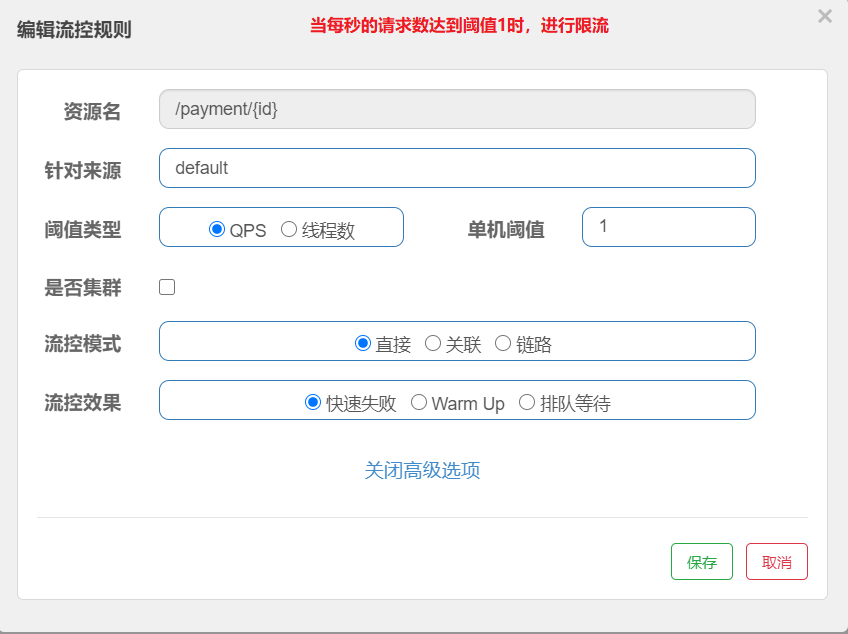 编辑流控规则
当每秒的请求数达到阈值1时，进行限流
×
资源名 /payment/{id}
针对来源 default
阈值类型 QPS 线程数 单机阈值 1
是否集群
流控模式 直接 关联 链路
流控效果 快速失败 Warm Up 排队等待
关闭高级选项
保存 取消